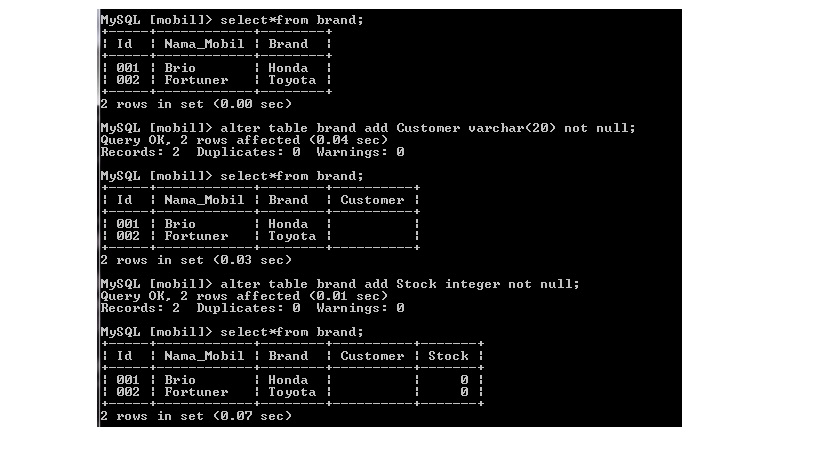 MySQL [mobil]> select*from brand;
+-----+------------+--------+
| Id  | Nama_Mobil | Brand  |
+-----+------------+--------+
| 001 | Brio       | Honda  |
| 002 | Fortuner   | Toyota |
+-----+------------+--------+
2 rows in set (0.00 sec)
MySQL [mobil]> alter table brand add Customer varchar(20) not null;
Query OK, 2 rows affected (0.04 sec)
Records: 2  Duplicates: 0  Warnings: 0
MySQL [mobil]> select*from brand;
+-----+------------+--------+----------+
| Id  | Nama_Mobil | Brand  | Customer |
+-----+------------+--------+----------+
| 001 | Brio       | Honda  |          |
| 002 | Fortuner   | Toyota |          |
+-----+------------+--------+----------+
2 rows in set (0.03 sec)
MySQL [mobil]> alter table brand add Stock integer not null;
Query OK, 2 rows affected (0.01 sec)
Records: 2  Duplicates: 0  Warnings: 0
MySQL [mobil]> select*from brand;
+-----+------------+--------+----------+-------+
| Id  | Nama_Mobil | Brand  | Customer | Stock |
+-----+------------+--------+----------+-------+
| 001 | Brio       | Honda  |          |     0 |
| 002 | Fortuner   | Toyota |          |     0 |
+-----+------------+--------+----------+-------+
2 rows in set (0.07 sec)